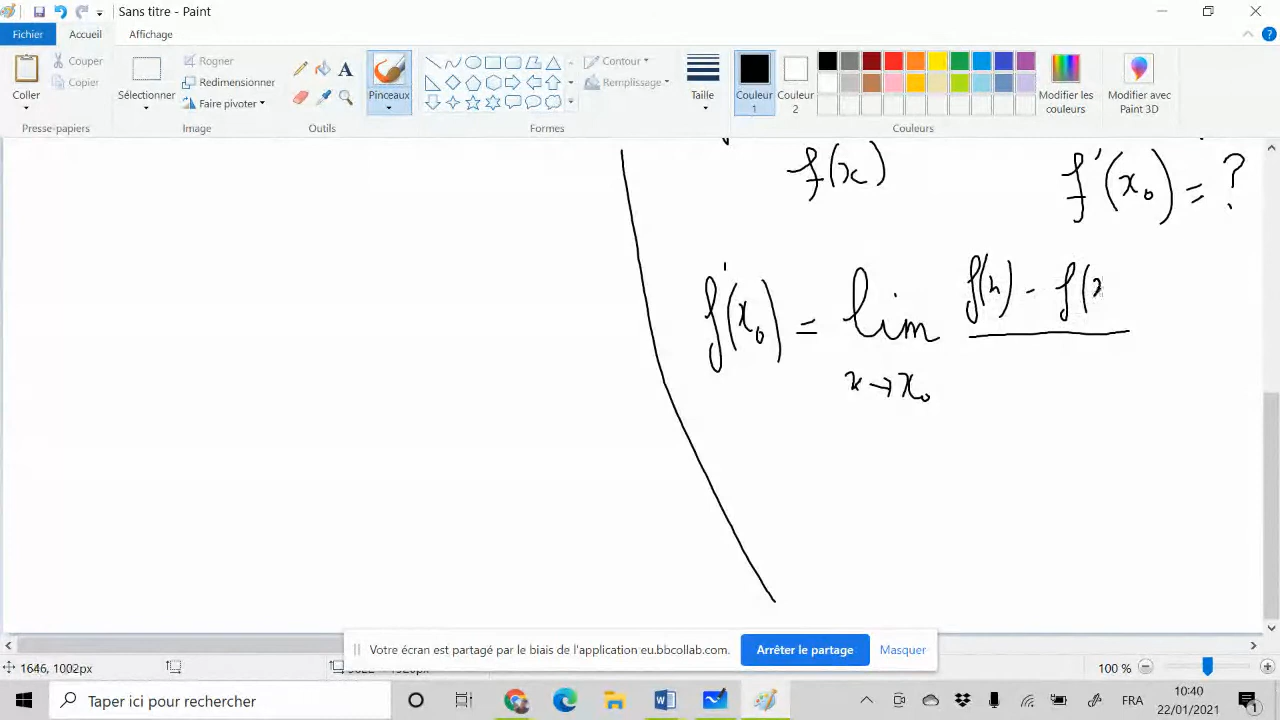 Sans titre - Paint
Fichier Accueil Affichage
Coller
Couper
Copier
Presse-papiers
Sélectionner
Rogner
Redimensionner
Faire pivoter
Image
A
Outils
Pinceaux
Contour
Remplissage
Formes
Taille
Couleur 1
Couleur 2
Modifier les couleurs
Modifier avec Paint 3D
Couleurs
f(x) f'(x₀) = ?
f'(x₀) = lim f(x) - f(x
x → x₀
Votre écran est partagé par le biais de l'application eu.bbcollab.com. Arrêter le partage Masquer
1646, 1002px 100 %
Taper ici pour rechercher FRA 10:40
22/01/2021